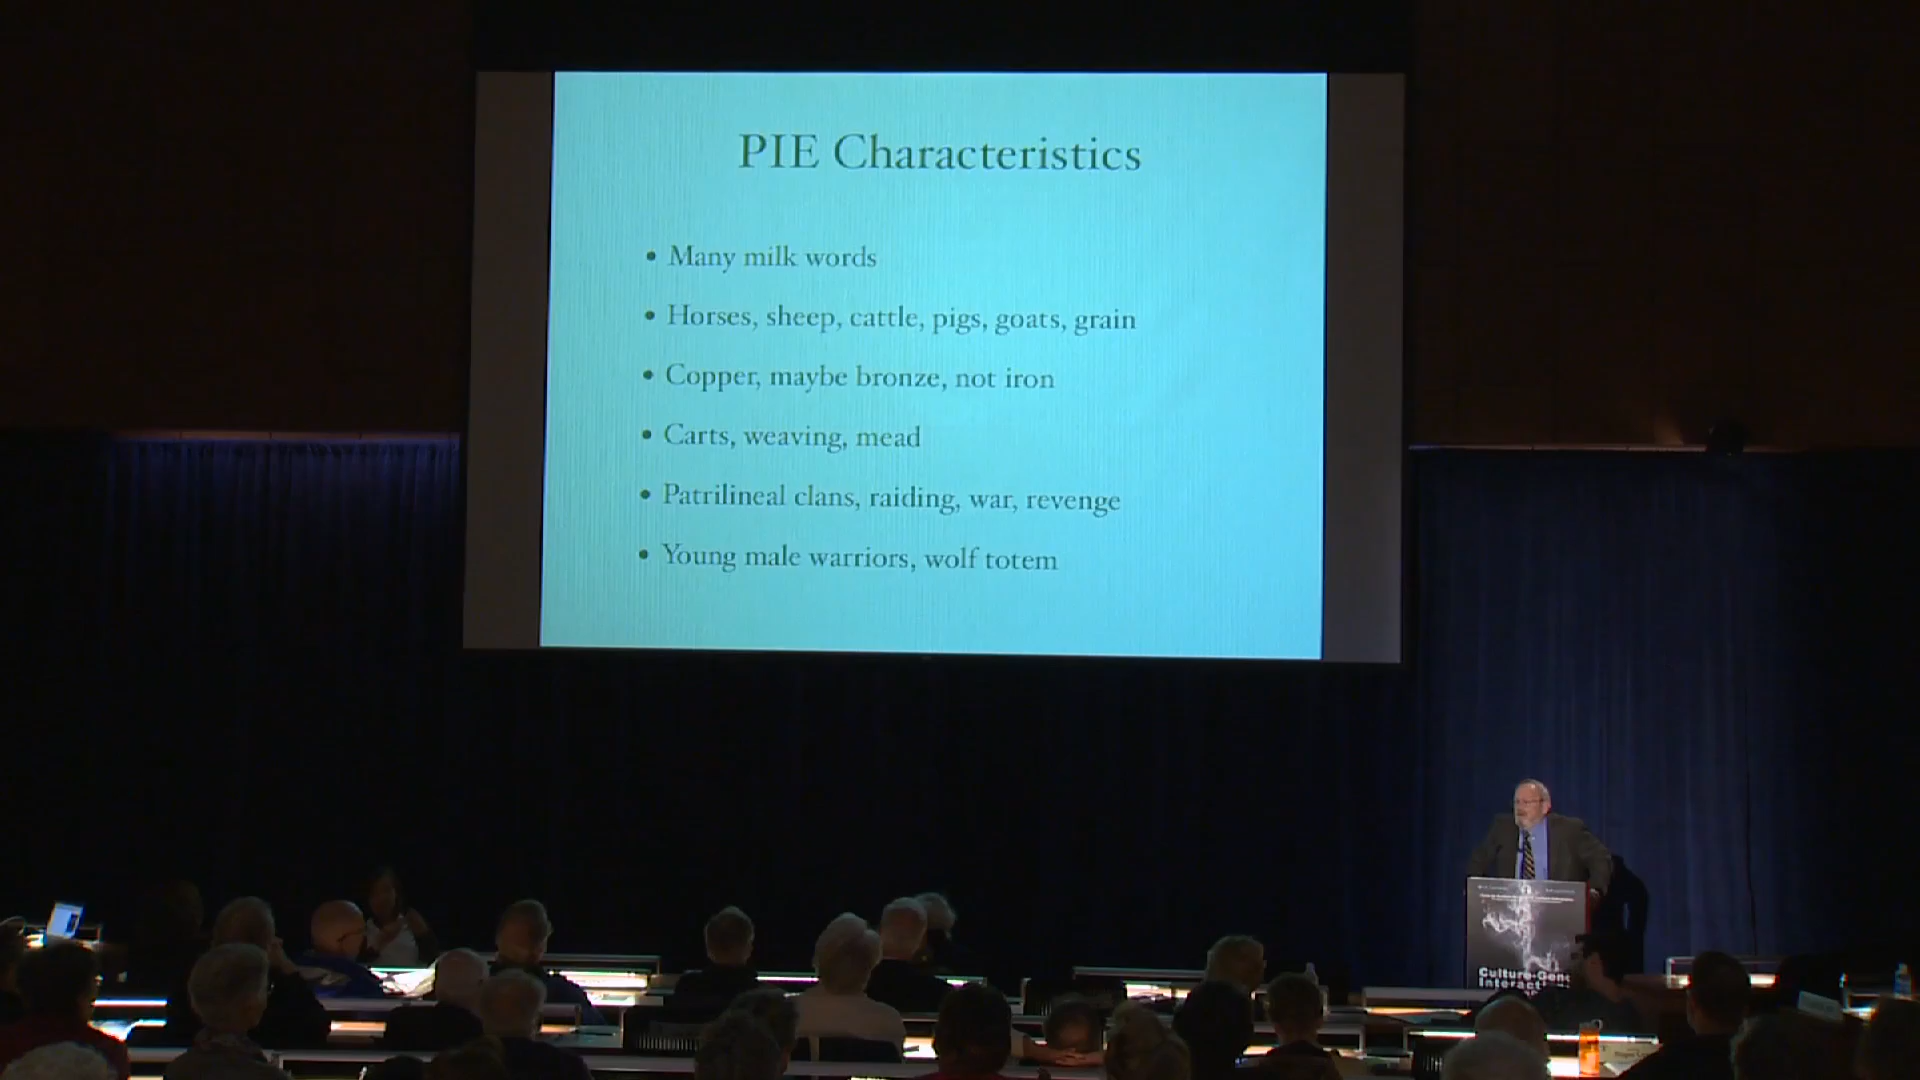 PIE Characteristics
• Many milk words
• Horses, sheep, cattle, pigs, goats, grain
• Copper, maybe bronze, not iron
• Carts, weaving, mead
• Patrilineal clans, raiding, war, revenge
• Young male warriors, wolf totem
Culture-Gene
Interact